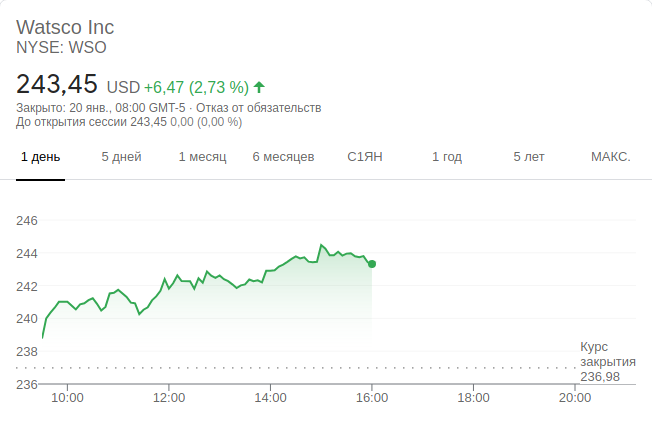 Watsco Inc
NYSE: WSO
243,45 USD +6,47 (2,73 %)
Закрыто: 20 янв., 08:00 GMT-5 · Отказ от обязательств
До открытия сессии 243,45 0,00 (0,00 %)
1 день 5 дней 1 месяц 6 месяцев С1ЯН 1 год 5 лет МАКС.
246
244
242
240
238
Курс
закрытия
236,98
236
10:00 12:00 14:00 16:00 18:00 20:00